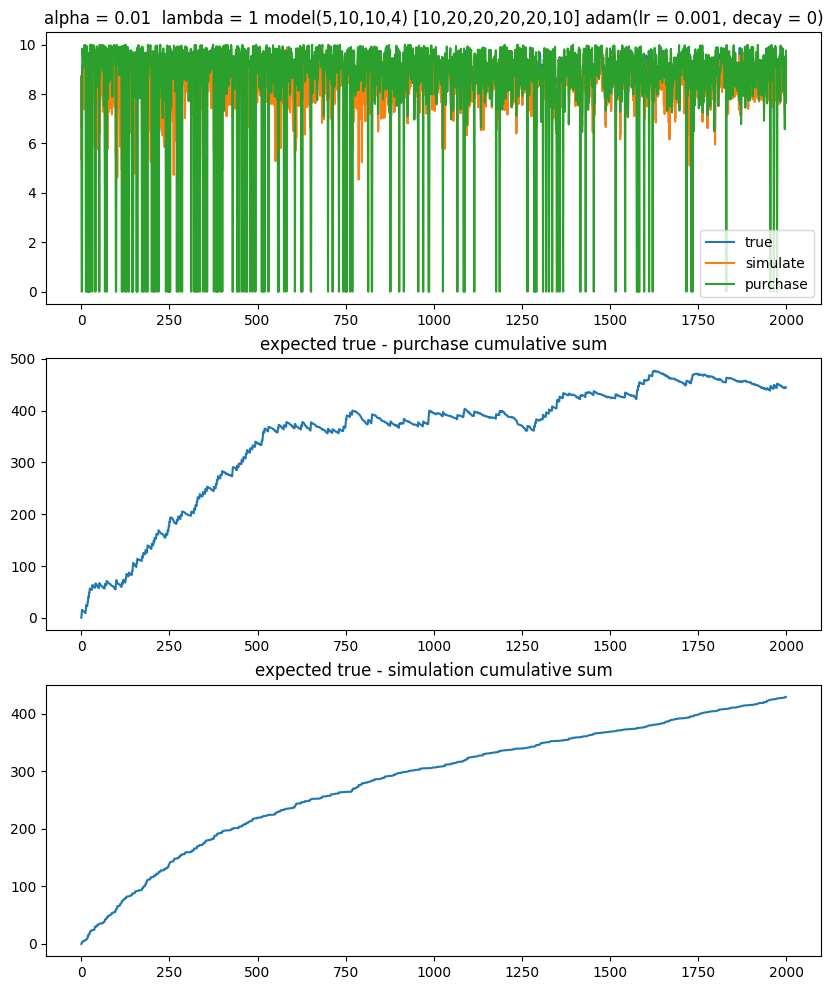 alpha = 0.01  lambda = 1 model(5,10,10,4) [10,20,20,20,20,10] adam(lr = 0.001, decay = 0)
10
8
6
4
2
0
true
simulate
purchase
0 250 500 750 1000 1250 1500 1750 2000
expected true - purchase cumulative sum
500
400
300
200
100
0
0 250 500 750 1000 1250 1500 1750 2000
expected true - simulation cumulative sum
400
300
200
100
0
0 250 500 750 1000 1250 1500 1750 2000